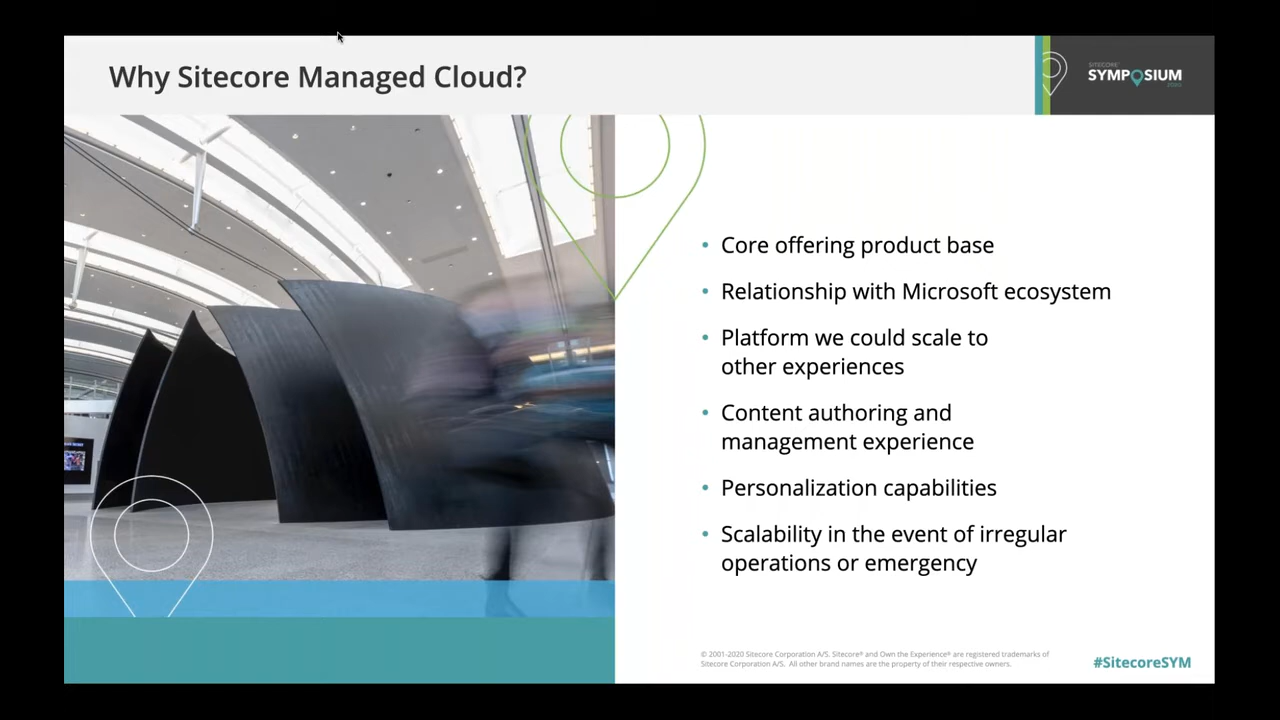 Why Sitecore Managed Cloud?
SITECORE
SYMPOSIUM
2020
• Core offering product base
• Relationship with Microsoft ecosystem
• Platform we could scale to
other experiences
• Content authoring and
management experience
• Personalization capabilities
• Scalability in the event of irregular
operations or emergency
© 2001-2020 Sitecore Corporation A/S. Sitecore® and Own the Experience® are registered trademarks of
Sitecore Corporation A/S. All other brand names are the property of their respective owners.
#SitecoreSYM